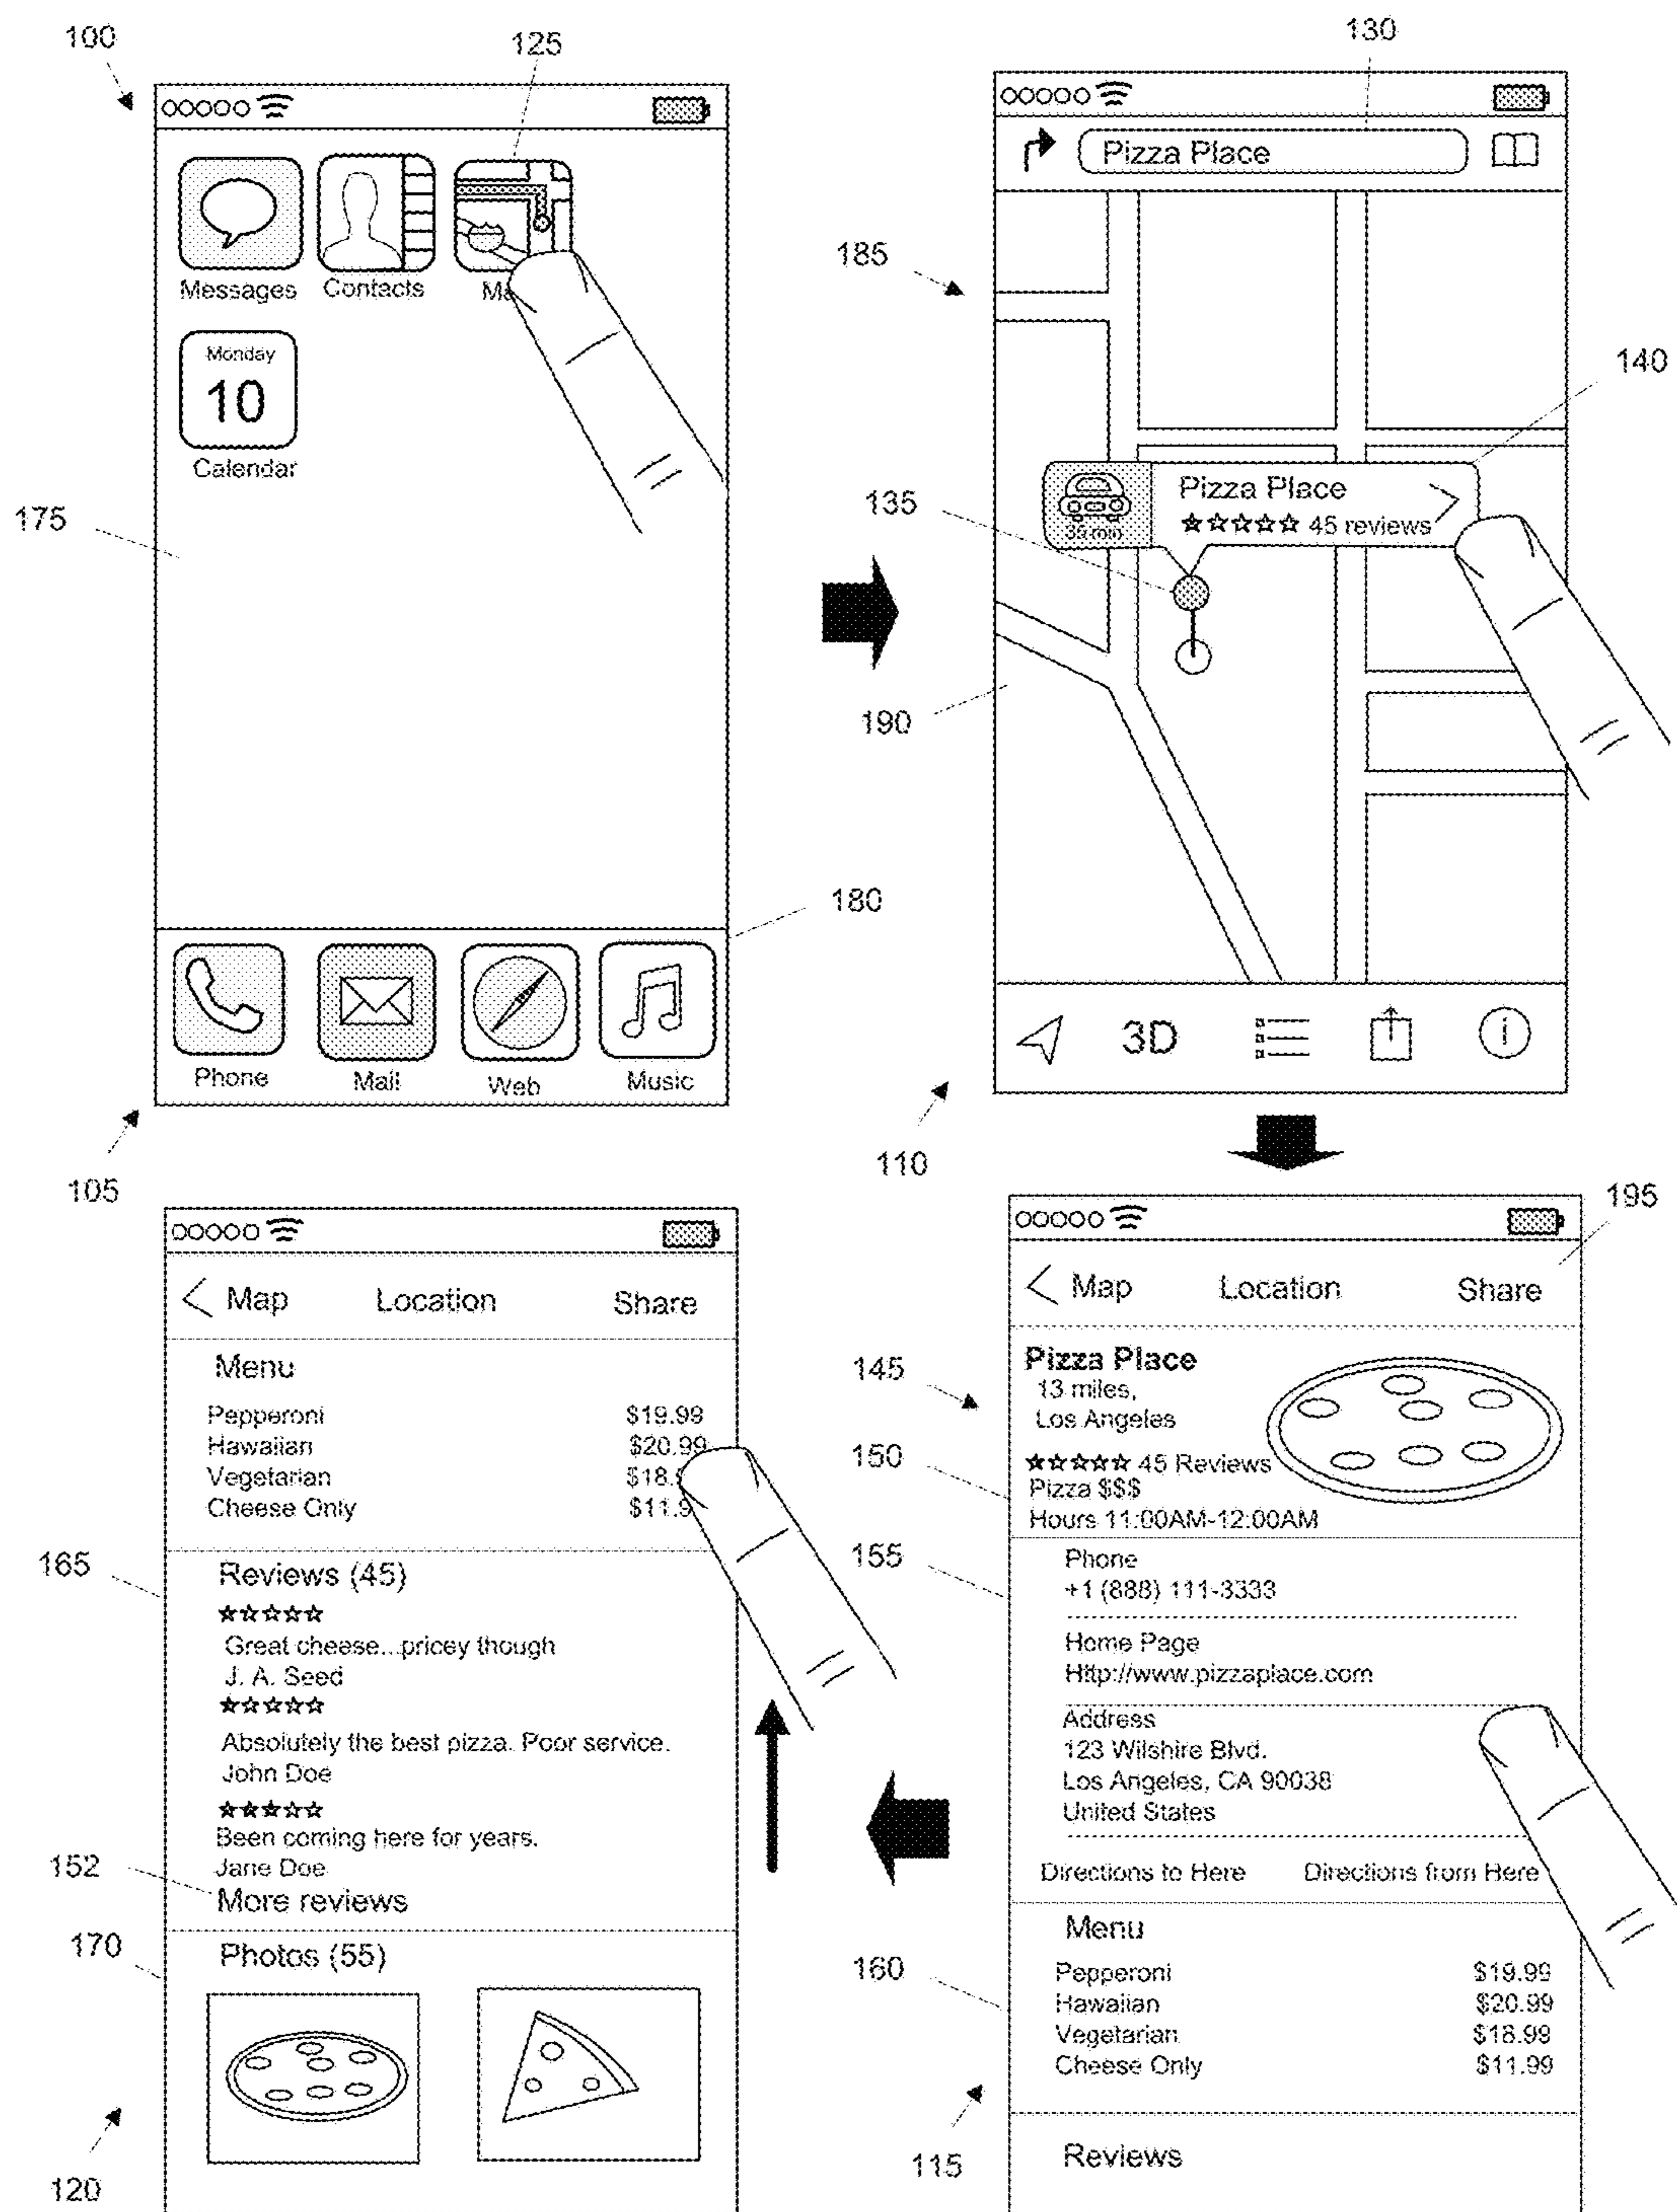 100
125
Messages
Contacts
Monday
10
Calendar
175
180
Phone
Mail
Web
Music
105
130
Pizza Place
185
140
Pizza Place
45 reviews
135
190
3D
i
110
195
Map Location Share
Pizza Place
13 miles,
Los Angeles
145
150
45 Reviews
Pizza $$$
Hours 11:00AM-12:00AM
155
Phone
+1 (888) 111-3333
Home Page
Http://www.pizzaplace.com
Address
123 Wilshire Blvd.
Los Angeles, CA 90038
United States
Directions to Here Directions from Here
160
Menu
Pepperoni $19.99
Hawaiian $20.99
Vegetarian $18.99
Cheese Only $11.99
115
Reviews
Map Location Share
Menu
Pepperoni $19.99
Hawaiian $20.99
Vegetarian $18.
Cheese Only $11.9
165
Reviews (45)
Great cheese...pricey though
J. A. Seed
Absolutely the best pizza. Poor service.
John Doe
Been coming here for years.
152
Jane Doe
More reviews
170
Photos (55)
120